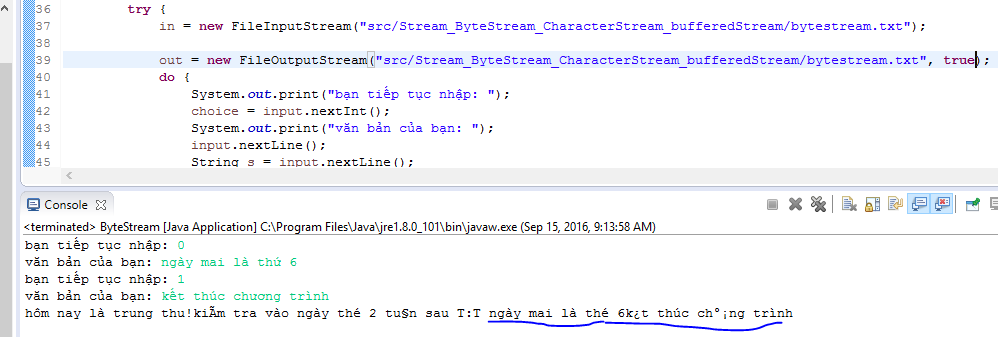 36 try {
37 in = new FileInputStream("src/Stream_ByteStream_CharacterStream_bufferedStream/bytestream.txt");
38
39 out = new FileOutputStream("src/Stream_ByteStream_CharacterStream_bufferedStream/bytestream.txt", true);
40 do {
41 System.out.print("bạn tiếp tục nhập: ");
42 choice = input.nextInt();
43 System.out.print("văn bản của bạn: ");
44 input.nextLine();
45 String s = input.nextLine();
Console
<terminated> ByteStream [Java Application] C:\Program Files\Java\jre1.8.0_101\bin\javaw.exe (Sep 15, 2016, 9:13:58 AM)
bạn tiếp tục nhập: 0
văn bản của bạn: ngày mai là thứ 6
bạn tiếp tục nhập: 1
văn bản của bạn: kết thúc chương trình
hôm nay là trung thu!kiÃm tra vào ngày thé 2 tu§n sau T:T ngày mai là thé 6k¿t thúc ch°¡ng trình